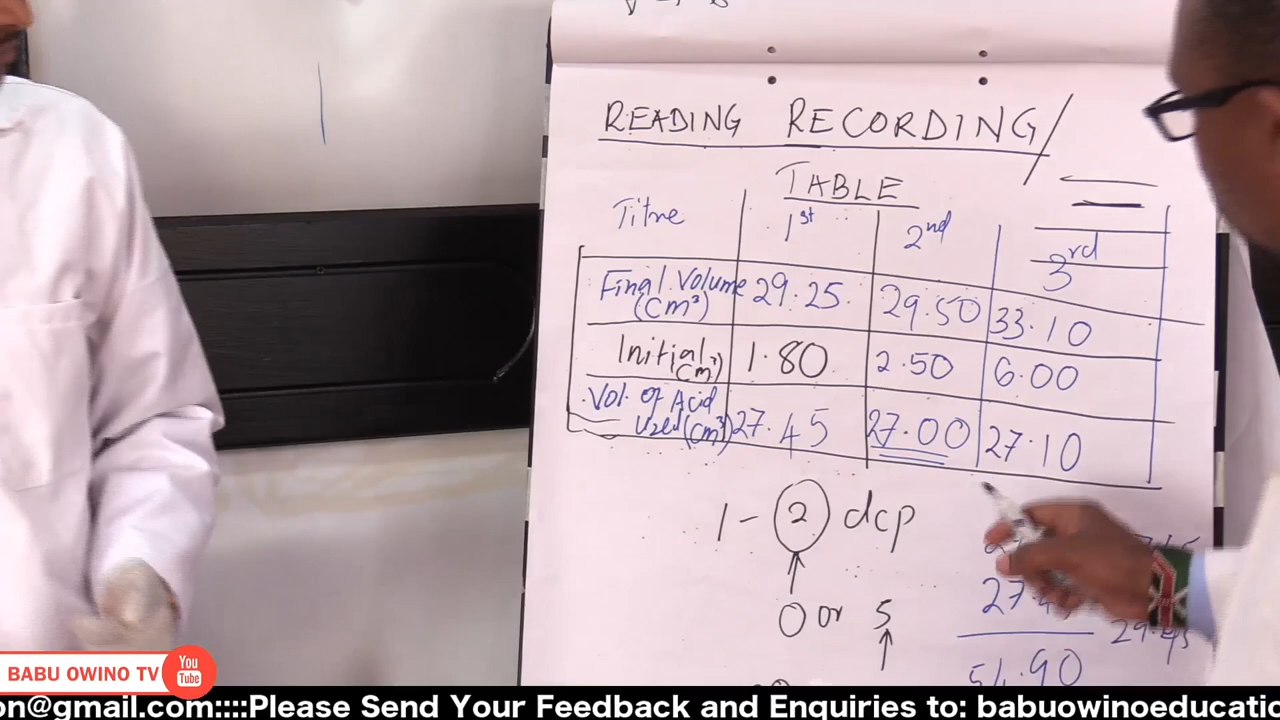 READING RECORDING/
TABLE
Titre 1st 2nd 3rd
Final Volume (Cm³) 29.25 29.50 33.10
Initial (Cm³) 1.80 2.50 6.00
Vol. of Acid Used (cm³) 27.45 27.00 27.10
1 - 2 dcp
0 or 5
27.4
29.45
54.90
BABU OWINO TV
You
Tube
on@gmail.com::::Please Send Your Feedback and Enquiries to: babuowinoeducatio